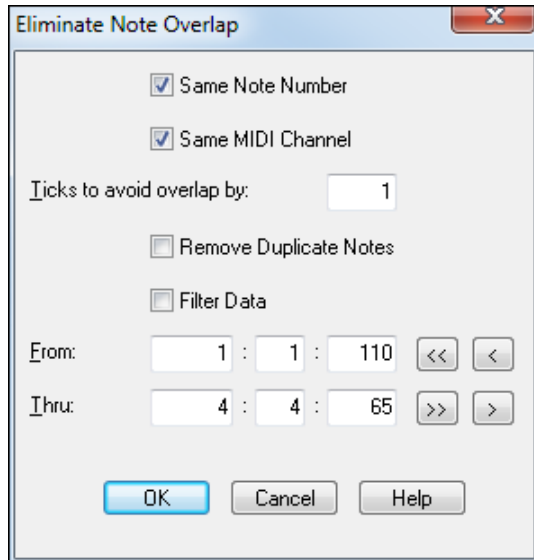 Eliminate Note Overlap
Same Note Number
Same MIDI Channel
Ticks to avoid overlap by: 1
Remove Duplicate Notes
Filter Data
From: 1 : 1 : 110 << <
Thru: 4 : 4 : 65 >> >
OK Cancel Help